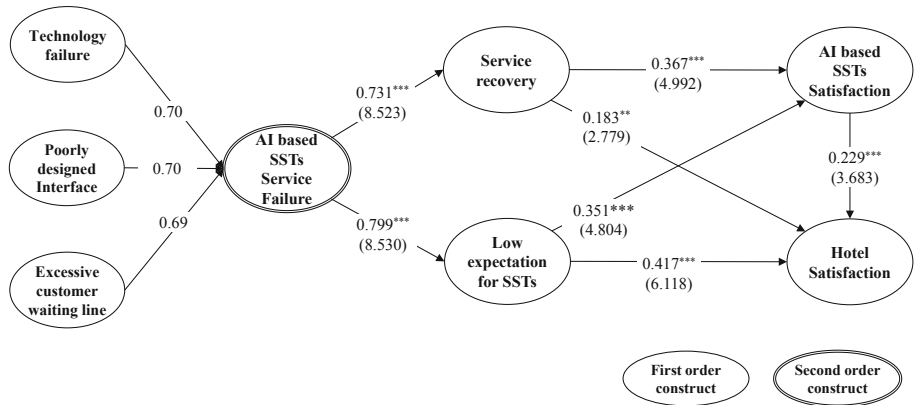 Technology
failure
0.70
Poorly
designed
Interface
0.70
Excessive
customer
waiting line
0.69
AI based
SSTs
Service
Failure
0.731***
(8.523)
0.799***
(8.530)
Service
recovery
Low
expectation
for SSTs
0.367***
(4.992)
0.183**
(2.779)
0.351***
(4.804)
0.417***
(6.118)
AI based
SSTs
Satisfaction
0.229***
(3.683)
Hotel
Satisfaction
First order
construct
Second order
construct